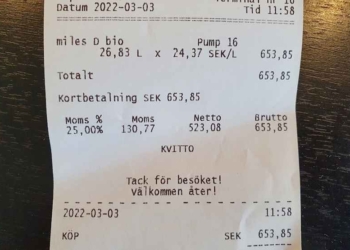 Datum 2022-03-03 Tid 11:58
miles D bio Pump 16
26,83 L x 24,37 SEK/L 653,85
Totalt 653,85
Kortbetalning SEK 653,85
Moms % Moms Netto Brutto
25,00% 130,77 523,08 653,85
KVITTO
Tack för besöket!
Välkommen åter!
2022-03-03 11:58
KÖP SEK 653,85